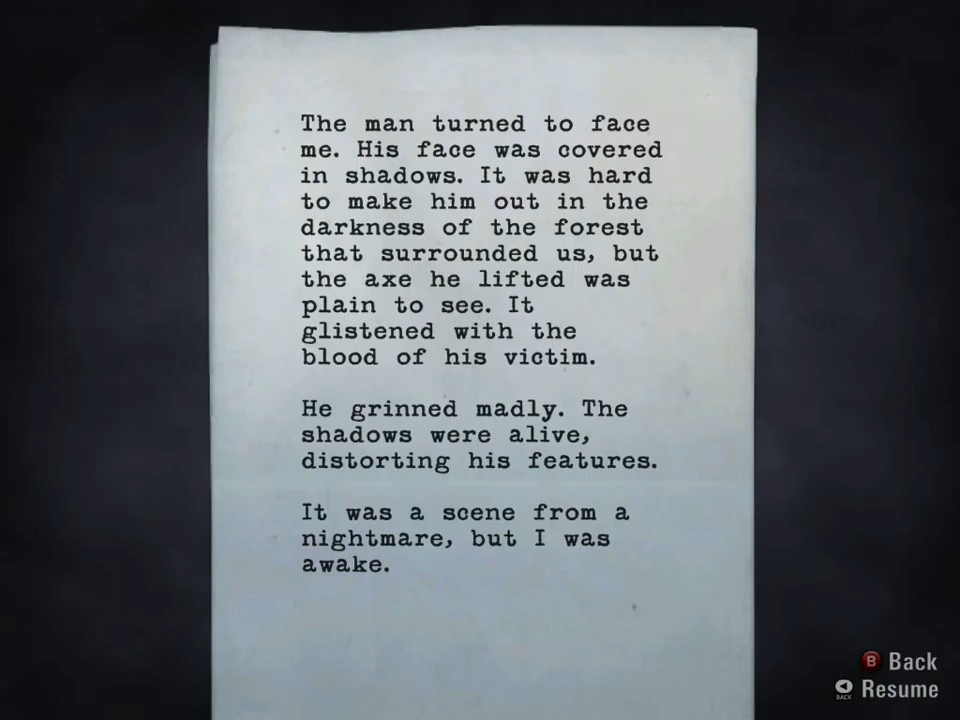 The man turned to face
me. His face was covered
in shadows. It was hard
to make him out in the
darkness of the forest
that surrounded us, but
the axe he lifted was
plain to see. It
glistened with the
blood of his victim.
He grinned madly. The
shadows were alive,
distorting his features.
It was a scene from a
nightmare, but I was
awake.
B Back
BACK Resume